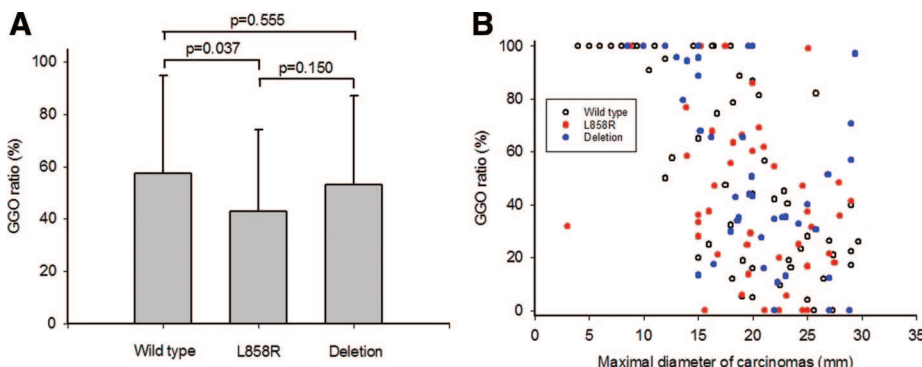 A
p=0.555
p=0.037
p=0.150
GGO ratio (%)
100
80
60
40
20
0
Wild type L858R Deletion
B
GGO ratio (%)
100
80
60
40
20
0
Wild type
L858R
Deletion
0 5 10 15 20 25 30 35
Maximal diameter of carcinomas (mm)